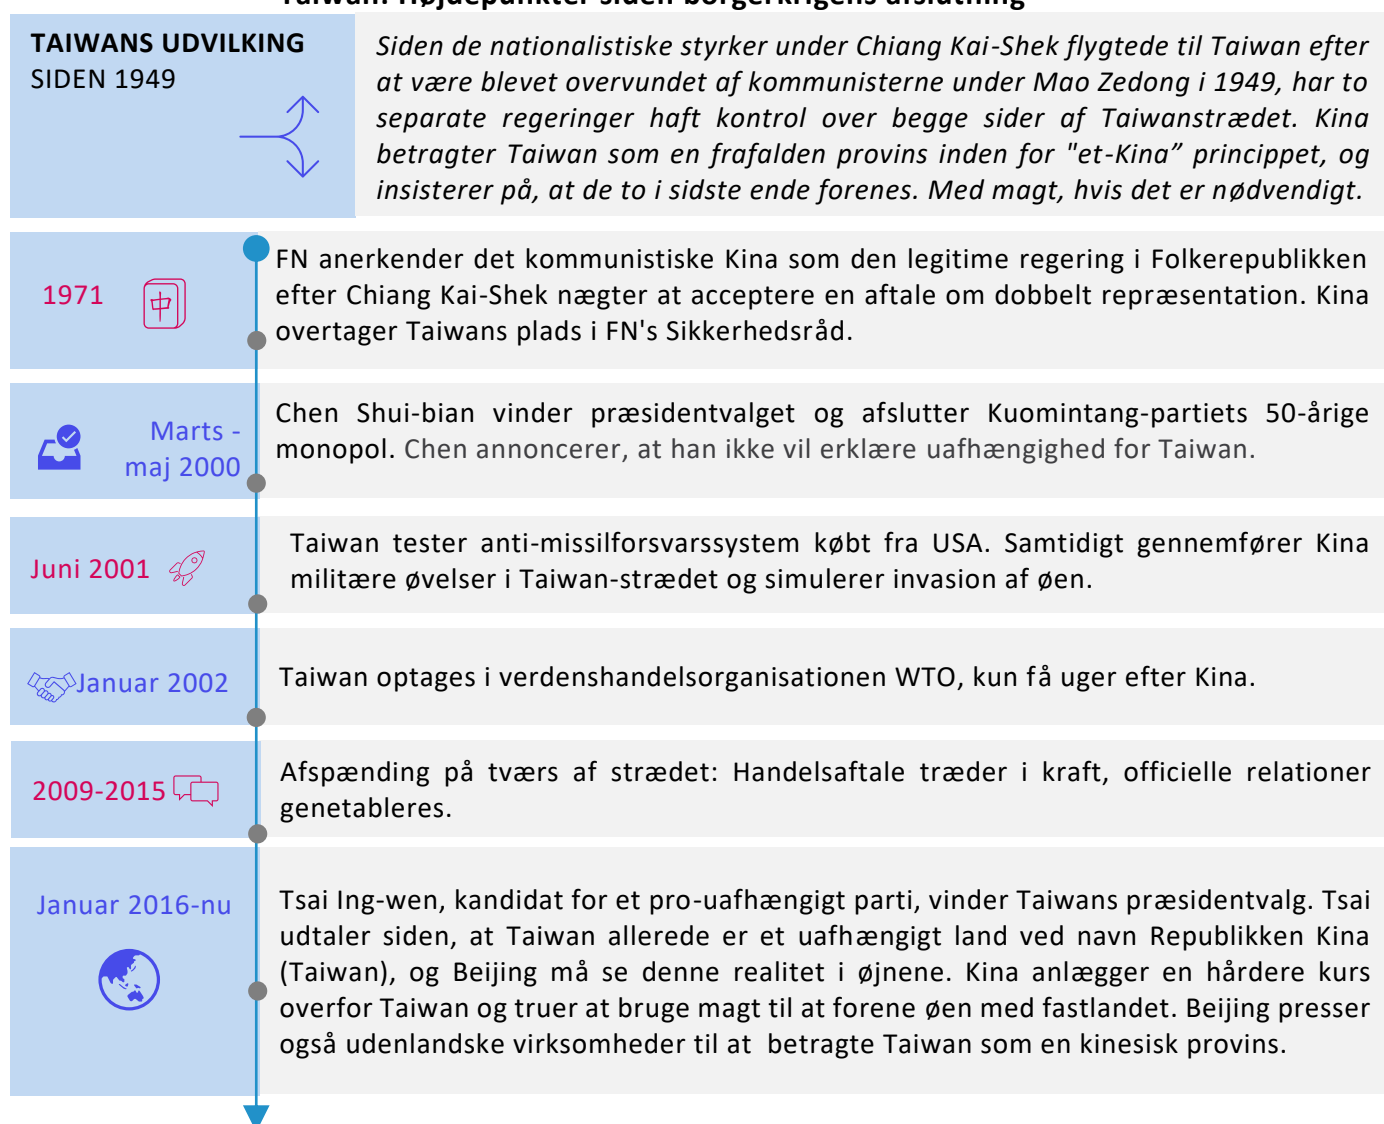 Taiwan: Højdepunkter siden borgerkrigens afslutning
TAIWANS UDVILKING
SIDEN 1949
Siden de nationalistiske styrker under Chiang Kai-Shek flygtede til Taiwan efter
at være blevet overvundet af kommunisterne under Mao Zedong i 1949, har to
separate regeringer haft kontrol over begge sider af Taiwanstrædet. Kina
betragter Taiwan som en frafalden provins inden for "et-Kina” princippet, og
insisterer på, at de to i sidste ende forenes. Med magt, hvis det er nødvendigt.
1971
中
FN anerkender det kommunistiske Kina som den legitime regering i Folkerepublikken
efter Chiang Kai-Shek nægter at acceptere en aftale om dobbelt repræsentation. Kina
overtager Taiwans plads i FN's Sikkerhedsråd.
Marts -
maj 2000
Chen Shui-bian vinder præsidentvalget og afslutter Kuomintang-partiets 50-årige
monopol. Chen annoncerer, at han ikke vil erklære uafhængighed for Taiwan.
Juni 2001
Taiwan tester anti-missilforsvarssystem købt fra USA. Samtidigt gennemfører Kina
militære øvelser i Taiwan-strædet og simulerer invasion af øen.
Januar 2002
Taiwan optages i verdenshandelsorganisationen WTO, kun få uger efter Kina.
2009-2015
Afspænding på tværs af strædet: Handelsaftale træder i kraft, officielle relationer
genetableres.
Januar 2016-nu
Tsai Ing-wen, kandidat for et pro-uafhængigt parti, vinder Taiwans præsidentvalg. Tsai
udtaler siden, at Taiwan allerede er et uafhængigt land ved navn Republikken Kina
(Taiwan), og Beijing må se denne realitet i øjnene. Kina anlægger en hårdere kurs
overfor Taiwan og truer at bruge magt til at forene øen med fastlandet. Beijing presser
også udenlandske virksomheder til at betragte Taiwan som en kinesisk provins.